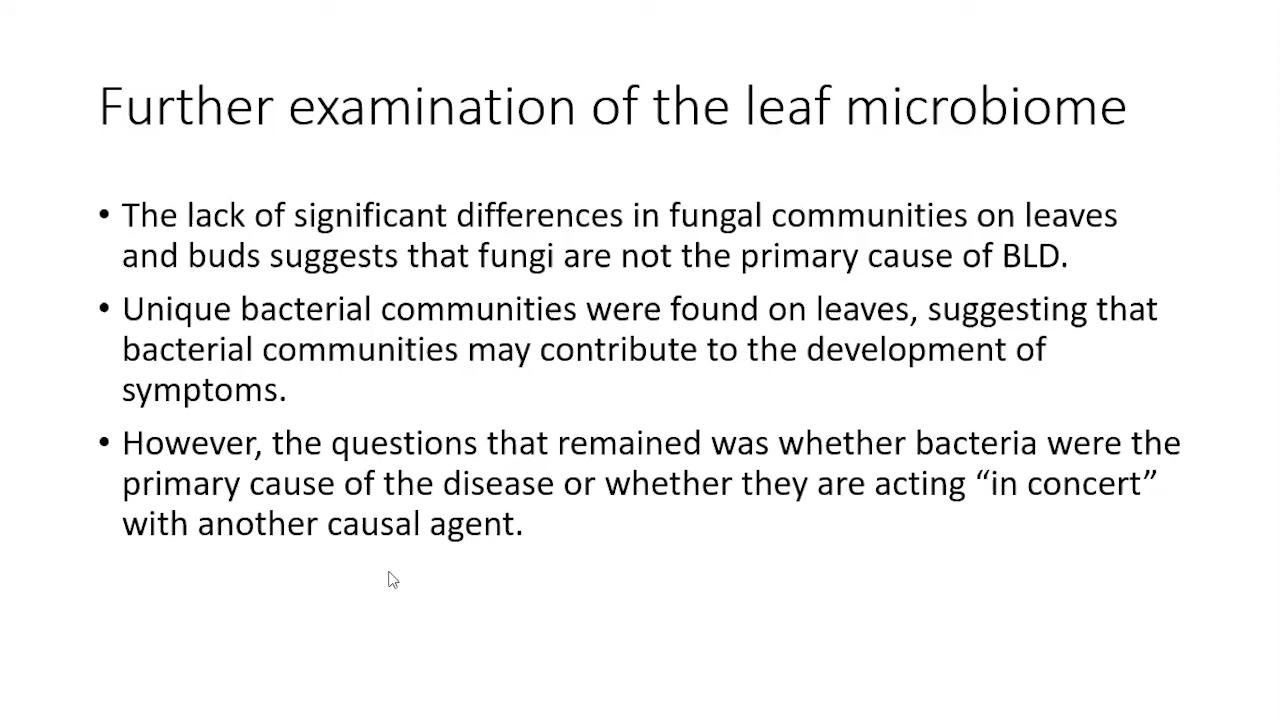 Further examination of the leaf microbiome
• The lack of significant differences in fungal communities on leaves
and buds suggests that fungi are not the primary cause of BLD.
• Unique bacterial communities were found on leaves, suggesting that
bacterial communities may contribute to the development of
symptoms.
• However, the questions that remained was whether bacteria were the
primary cause of the disease or whether they are acting “in concert”
with another causal agent.